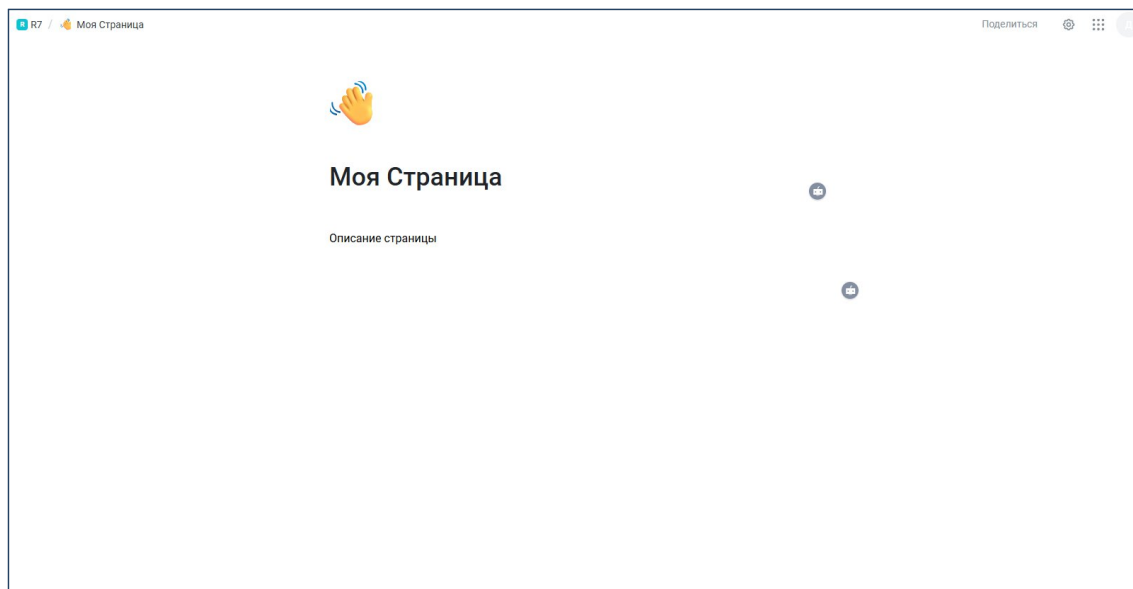 R R7 / Моя Страница
Поделиться
Моя Страница
Описание страницы